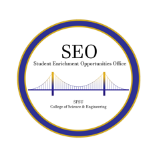 SEO
Student Enrichment Opportunities Office
SFSU
College of Science & Engineering